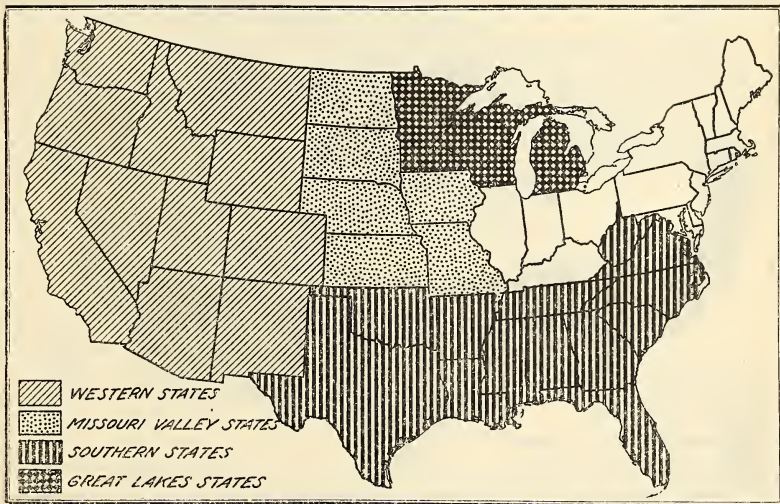 WESTERN STATES
MISSOURI VALLEY STATES
SOUTHERN STATES
GREAT LAKES STATES